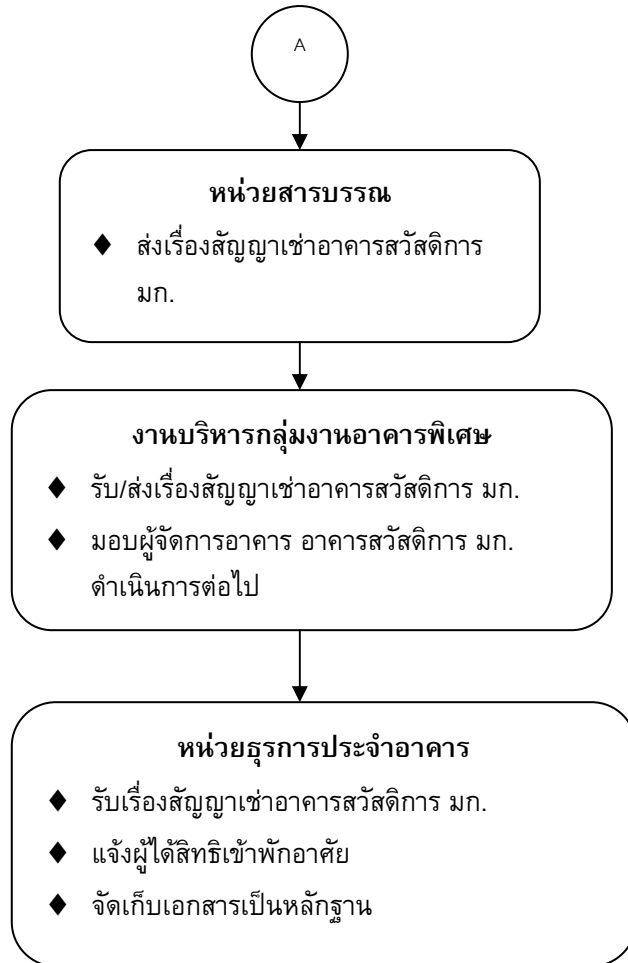 A
หน่วยสารบรรณ
♦ ส่งเรื่องสัญญาเช่าอาคารสวัสดิการ
มก.
งานบริหารกลุ่มงานอาคารพิเศษ
♦ รับ/ส่งเรื่องสัญญาเช่าอาคารสวัสดิการ มก.
♦ มอบผู้จัดการอาคาร อาคารสวัสดิการ มก.
ดำเนินการต่อไป
หน่วยธุรการประจำอาคาร
♦ รับเรื่องสัญญาเช่าอาคารสวัสดิการ มก.
♦ แจ้งผู้ได้สิทธิเข้าพักอาศัย
♦ จัดเก็บเอกสารเป็นหลักฐาน